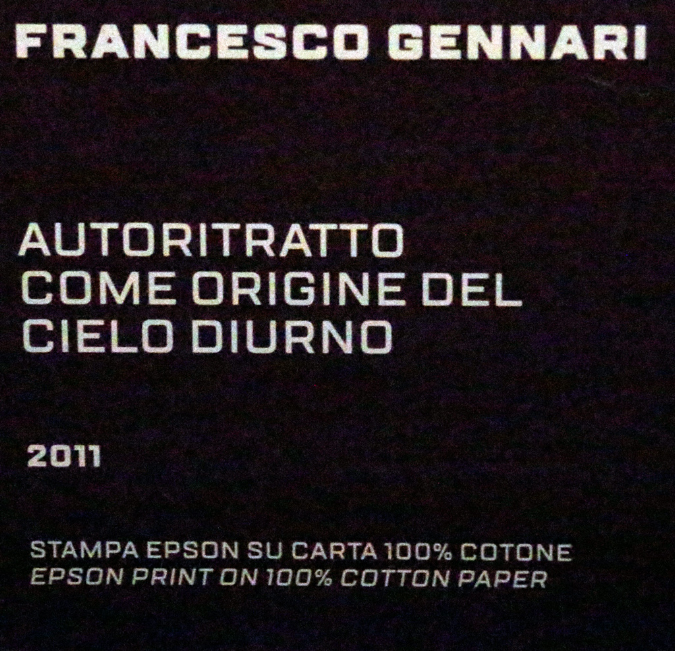 FRANCESCO GENNARI
AUTORITRATTO
COME ORIGINE DEL
CIELO DIURNO
2011
STAMPA EPSON SU CARTA 100% COTONE
EPSON PRINT ON 100% COTTON PAPER